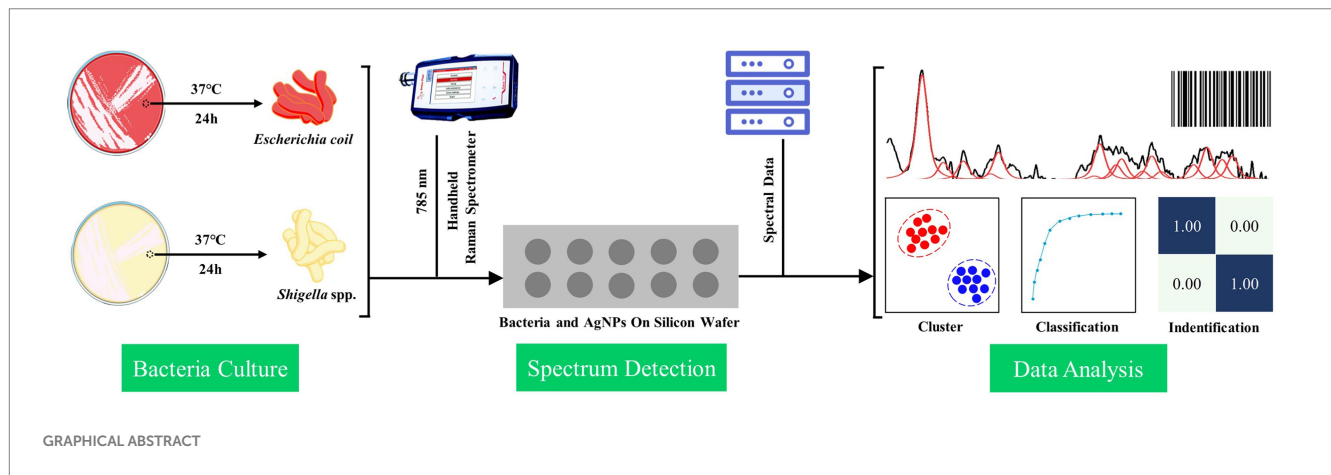 37°C
24h
Escherichia coil
37°C
24h
Shigella spp.
Bacteria Culture
785 nm
Handheld
Raman Spectrometer
Bacteria and AgNPs On Silicon Wafer
Spectrum Detection
Spectral Data
Cluster
Classification
1.00 0.00
0.00 1.00
Indentification
Data Analysis
GRAPHICAL ABSTRACT